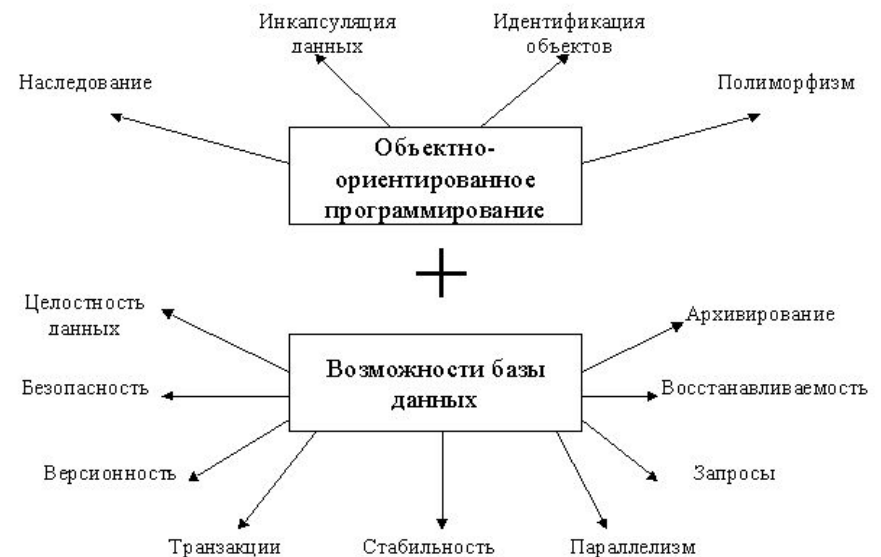 Инкапсуляция
данных
Идентификация
объектов
Наследование
Полиморфизм
Объектно-
ориентированное
программирование
Целостность
данных
Архивирование
Возможности базы
данных
Безопасность
Восстанавливаемость
Версионность
Запросы
Транзакции
Стабильность
Параллелизм